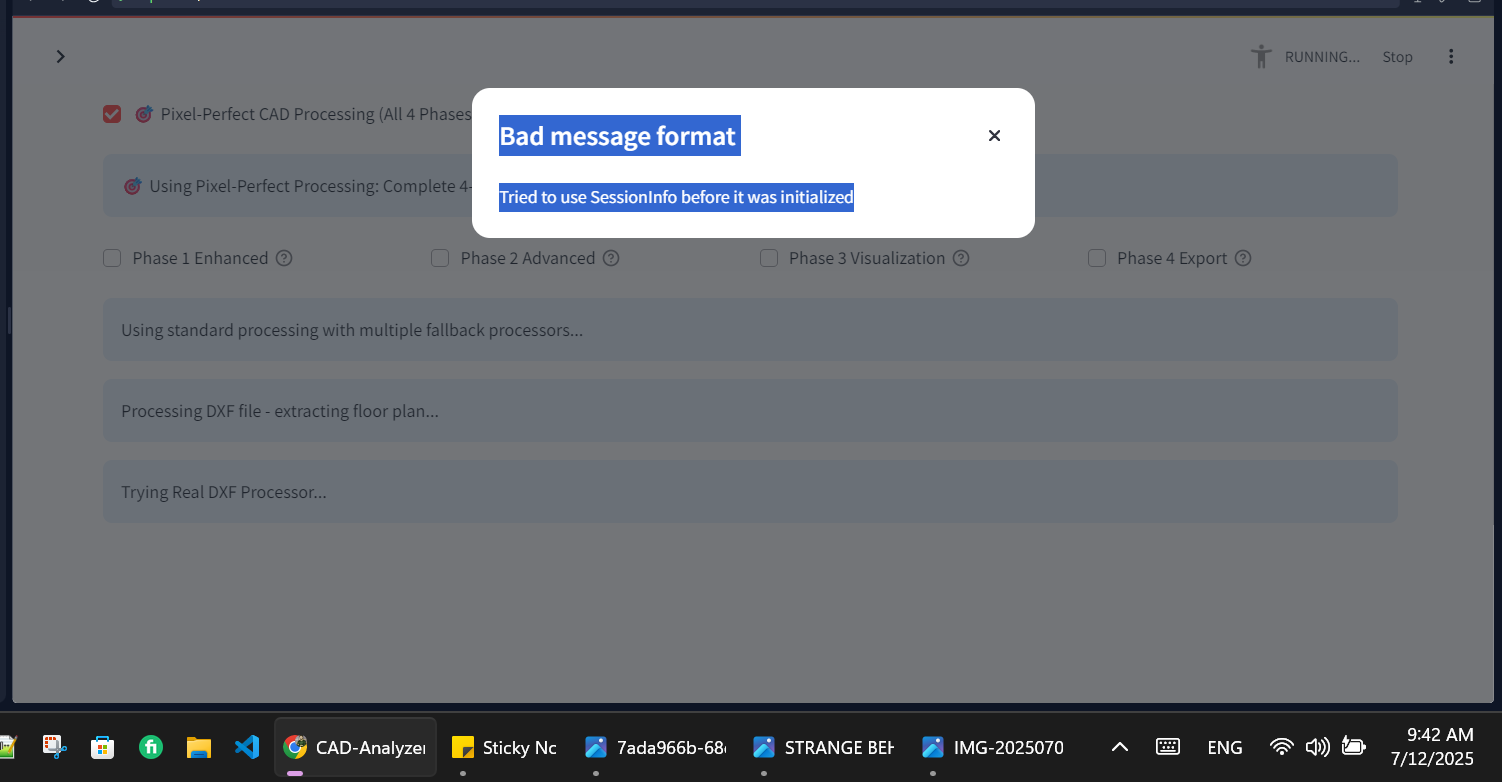 RUNNING...
Stop
Pixel-Perfect CAD Processing (All 4 Phases
Bad message format
Tried to use SessionInfo before it was initialized
Using Pixel-Perfect Processing: Complete 4-
Phase 1 Enhanced
Phase 2 Advanced
Phase 3 Visualization
Phase 4 Export
Using standard processing with multiple fallback processors...
Processing DXF file - extracting floor plan...
Trying Real DXF Processor...
fi
CAD-Analyzer
Sticky No
7ada966b-68
STRANGE BEH
IMG-2025070
ENG
9:42 AM
7/12/2025